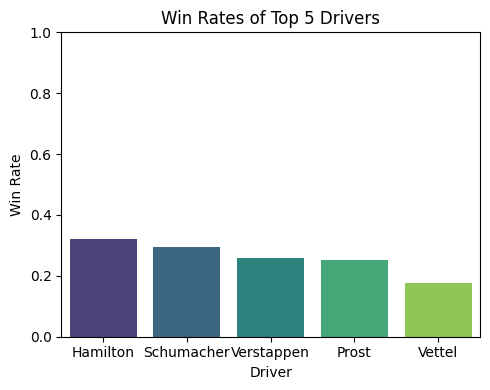 Win Rates of Top 5 Drivers
1.0
0.8
0.6
0.4
0.2
0.0
Win Rate
Hamilton Schumacher Verstappen Prost Vettel
Driver